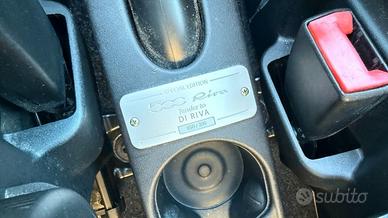 SPECIAL EDITION
500 Riva
Tender to
DI RIVA
subito